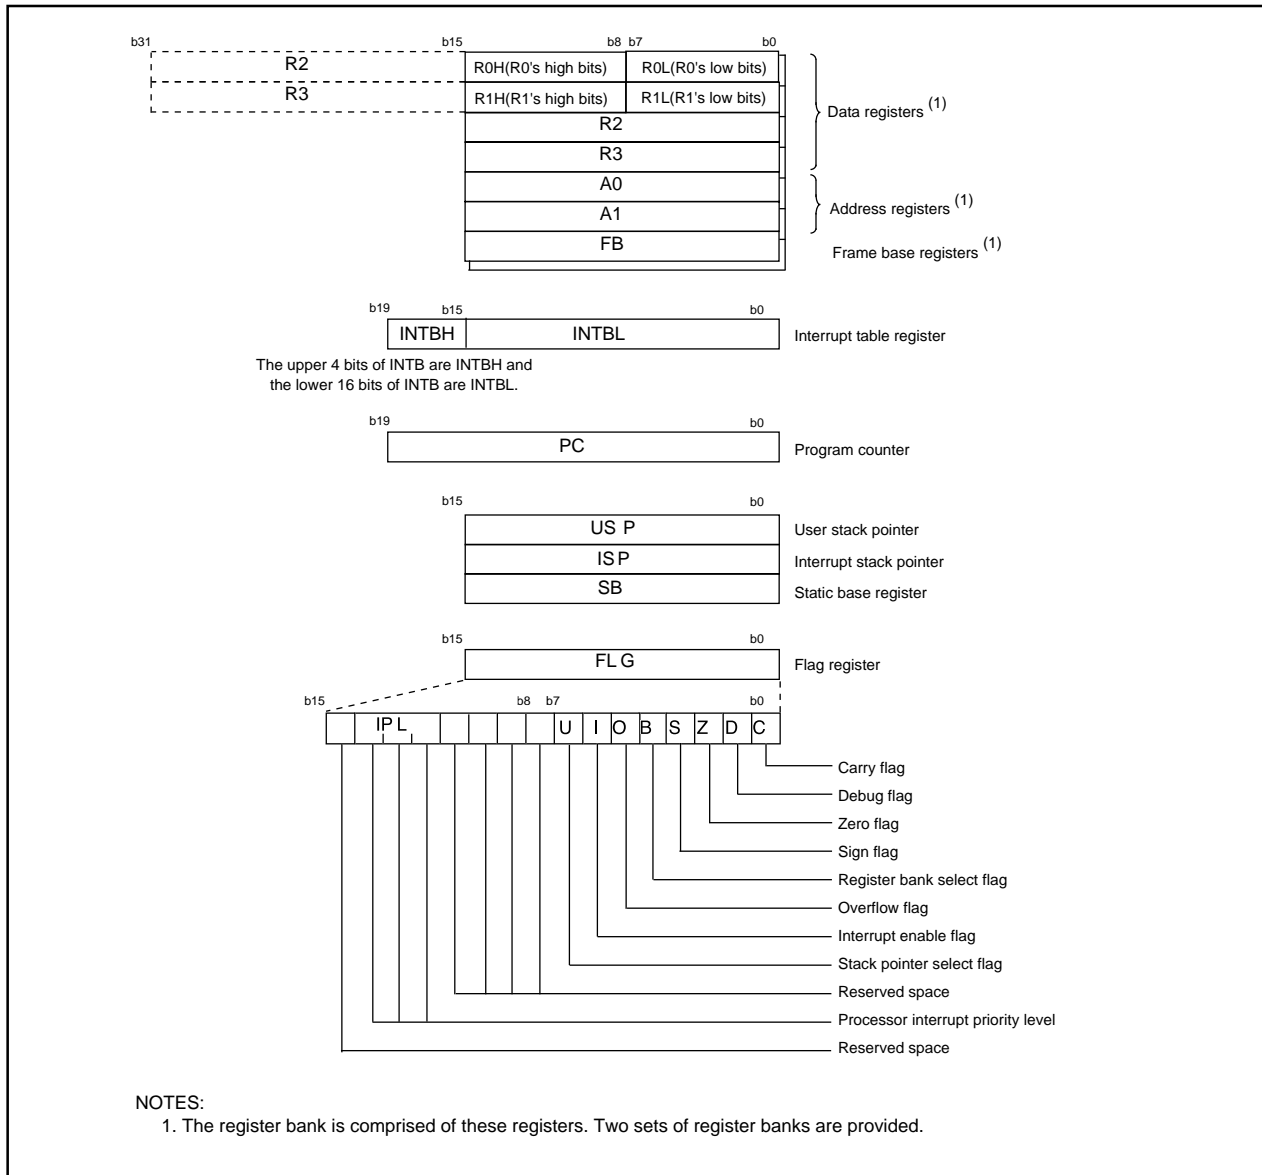 b31 b15 b8 b7 b0
R2 R0H(R0's high bits) R0L(R0's low bits)
R3 R1H(R1's high bits) R1L(R1's low bits)
R2
R3
Data registers (1)
A0
A1
Address registers (1)
FB
Frame base registers (1)
b19 b15 b0
INTBH INTBL Interrupt table register
The upper 4 bits of INTB are INTBH and
the lower 16 bits of INTB are INTBL.
b19 b0
PC Program counter
b15 b0
USP User stack pointer
ISP Interrupt stack pointer
SB Static base register
b15 b0
FLG Flag register
b15 b8 b7 b0
IPL U I O B S Z D C
Carry flag
Debug flag
Zero flag
Sign flag
Register bank select flag
Overflow flag
Interrupt enable flag
Stack pointer select flag
Reserved space
Processor interrupt priority level
Reserved space
NOTES:
1. The register bank is comprised of these registers. Two sets of register banks are provided.